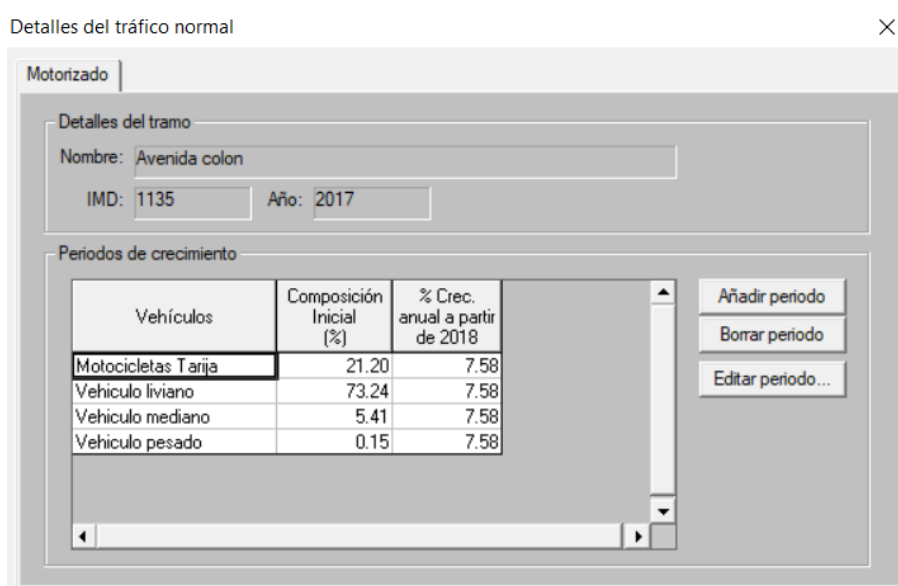 Detalles del tráfico normal
Motorizado
Detalles del tramo
Nombre: Avenida colon
IMD: 1135 Año: 2017
Periodos de crecimiento
Vehículos
Composición
Inicial
(%)
% Crec.
anual a partir
de 2018
Motocicletas Tarija 21.20 7.58
Vehiculo liviano 73.24 7.58
Vehiculo mediano 5.41 7.58
Vehiculo pesado 0.15 7.58
Añadir periodo
Borrar periodo
Editar periodo...